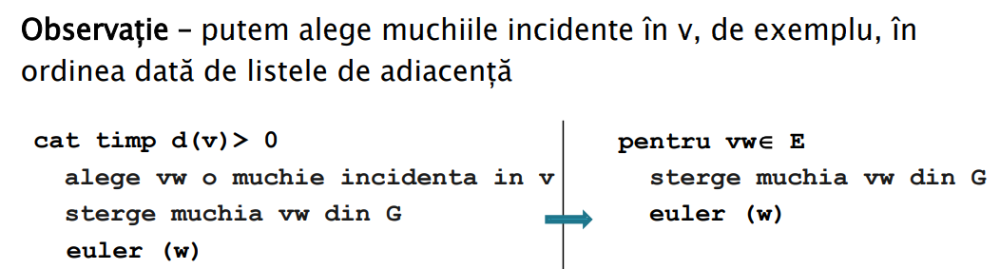 Observație – putem alege muchiile incidente în v, de exemplu, în
ordinea dată de listele de adiacență
cat timp d(v)> 0
alege vw o muchie incidenta in v
sterge muchia vw din G
euler (w)
pentru vw∈ E
sterge muchia vw din G
euler (w)